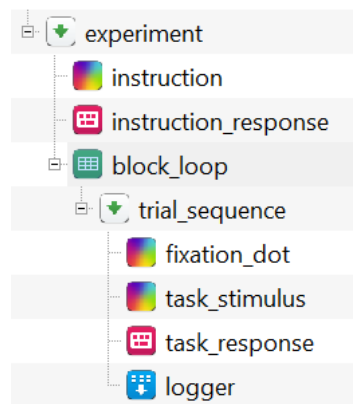 experiment
instruction
instruction_response
block_loop
trial_sequence
fixation_dot
task_stimulus
task_response
logger